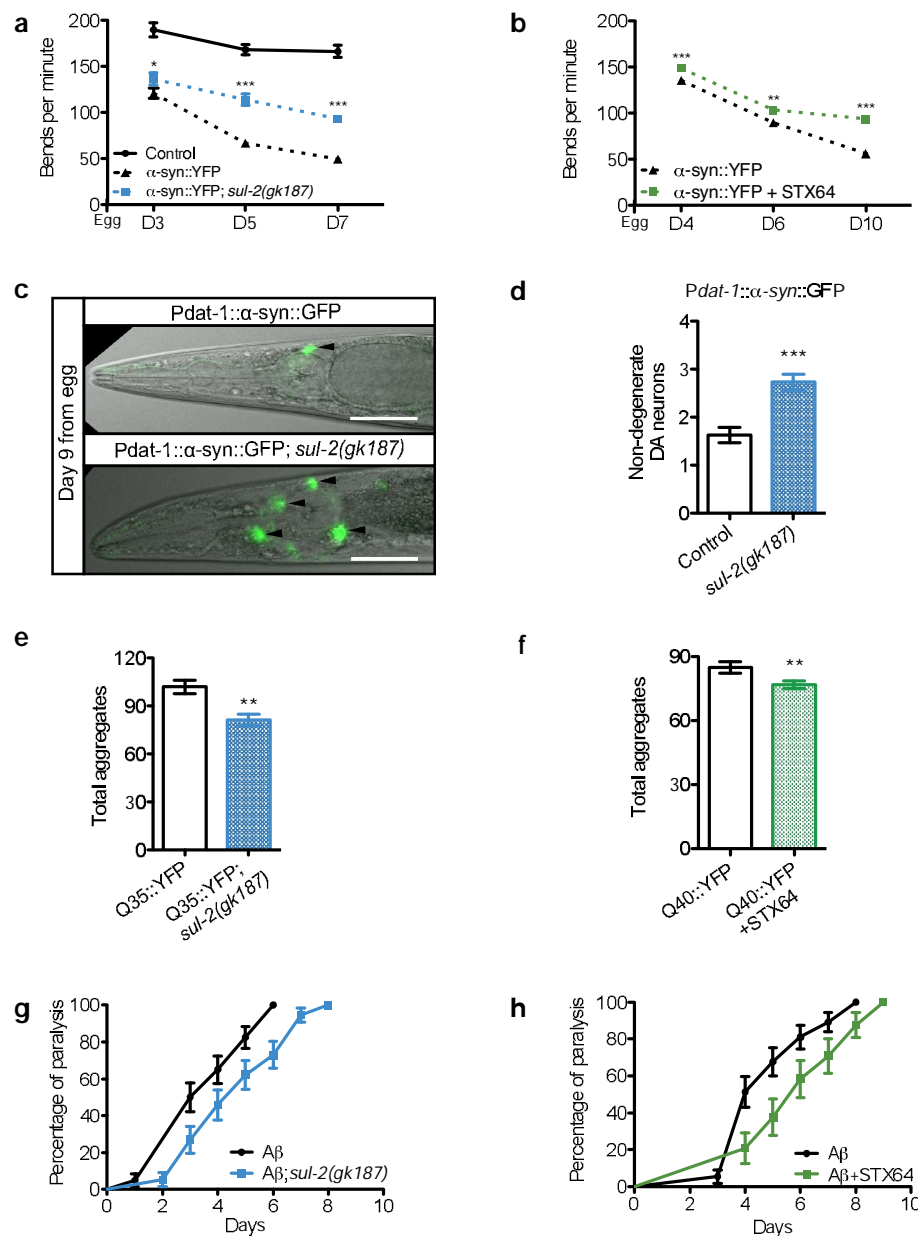 a
Bends per minute
200
150
100
50
0
*
***
***
Control
α-syn::YFP
α-syn::YFP; sul-2(gk187)
Egg D3 D5 D7
b
Bends per minute
200
150
100
50
0
***
**
***
α-syn::YFP
α-syn::YFP + STX64
Egg D4 D6 D10
c
Day 9 from egg
Pdat-1::α-syn::GFP
Pdat-1::α-syn::GFP; sul-2(gk187)
d
Pdat-1::α-syn::GFP
Non-degenerate
DA neurons
4
3
2
1
0
***
Control
sul-2(gk187)
e
Total aggregates
120
90
60
30
0
**
Q35::YFP
Q35::YFP;
sul-2(gk187)
f
Total aggregates
90
60
30
0
**
Q40::YFP
Q40::YFP
+STX64
g
Percentage of paralysis
100
80
60
40
20
0
Aβ
Aβ;sul-2(gk187)
0 2 4 6 8 10
Days
h
Percentage of paralysis
100
80
60
40
20
0
Aβ
Aβ+STX64
0 2 4 6 8 10
Days